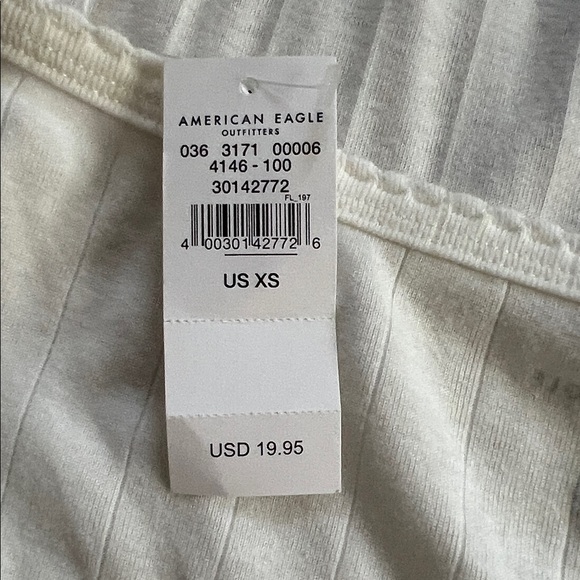 AMERICAN EAGLE
OUTFITTERS
036 3171 00006
4146 - 100
30142772
FL_197
4 00301 42772 6
US XS
USD 19.95